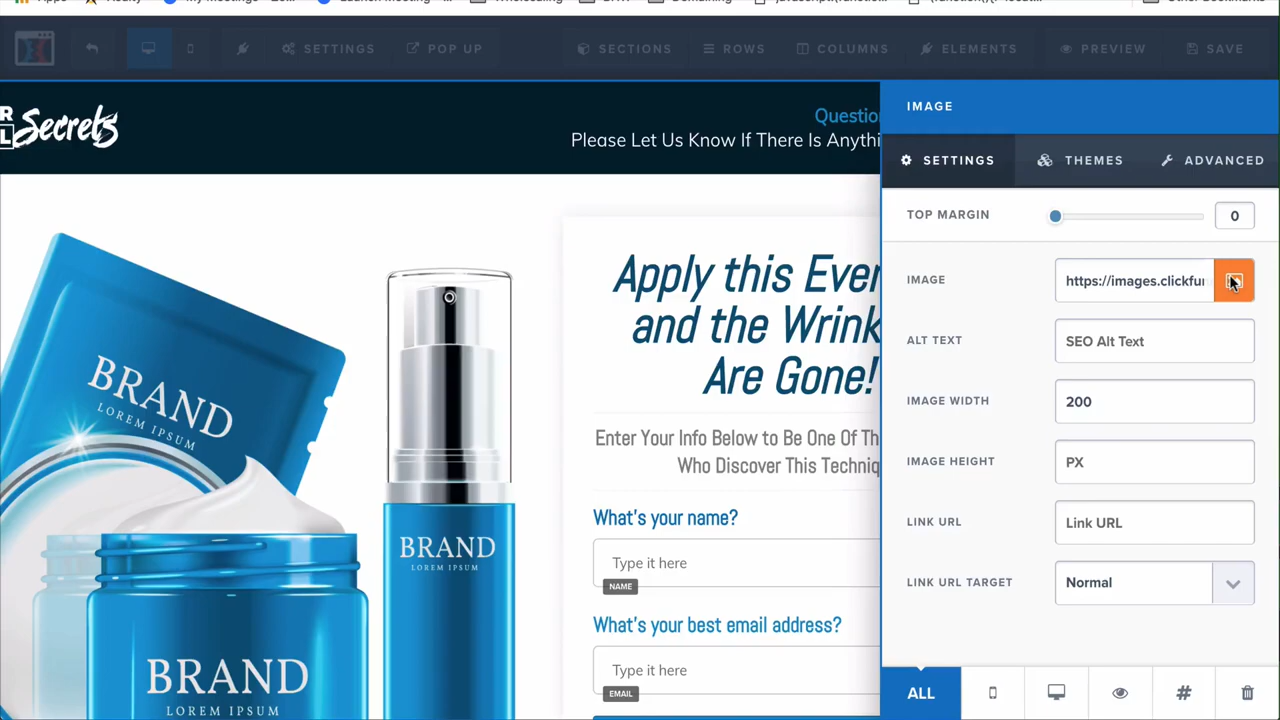 Apps
SETTINGS
POP UP
SECTIONS
ROWS
COLUMNS
ELEMENTS
PREVIEW
SAVE
R
L
Secrets
Questio
Please Let Us Know If There Is Anythi
BRAND
LOREM IPSUM
BRAND
LOREM IPSUM
BRAND
LOREM IPSUM
Apply this Ever
and the Wrink
Are Gone!
Enter Your Info Below to Be One Of Th
Who Discover This Techniq
What's your name?
Type it here
NAME
What's your best email address?
Type it here
EMAIL
IMAGE
SETTINGS
THEMES
ADVANCED
TOP MARGIN
0
IMAGE
https://images.clickfu
ALT TEXT
SEO Alt Text
IMAGE WIDTH
200
IMAGE HEIGHT
PX
LINK URL
Link URL
LINK URL TARGET
Normal
ALL